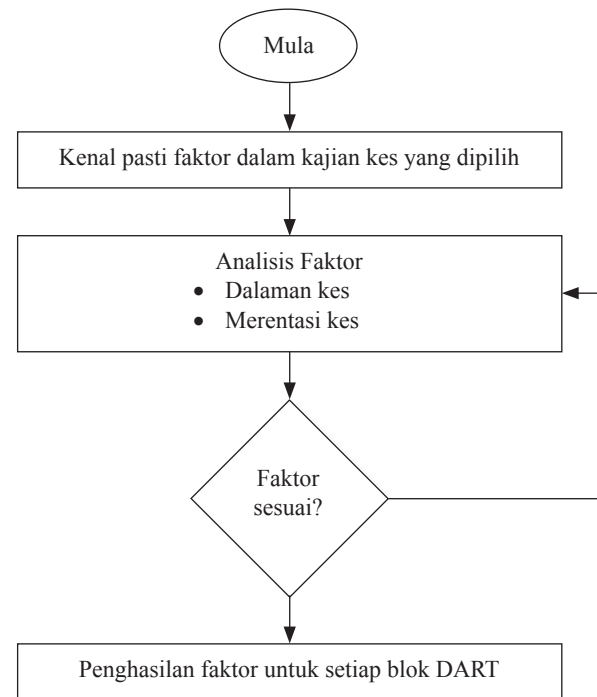 Mula
Kenal pasti faktor dalam kajian kes yang dipilih
Analisis Faktor
• Dalaman kes
• Merentasi kes
Faktor
sesuai?
Penghasilan faktor untuk setiap blok DART